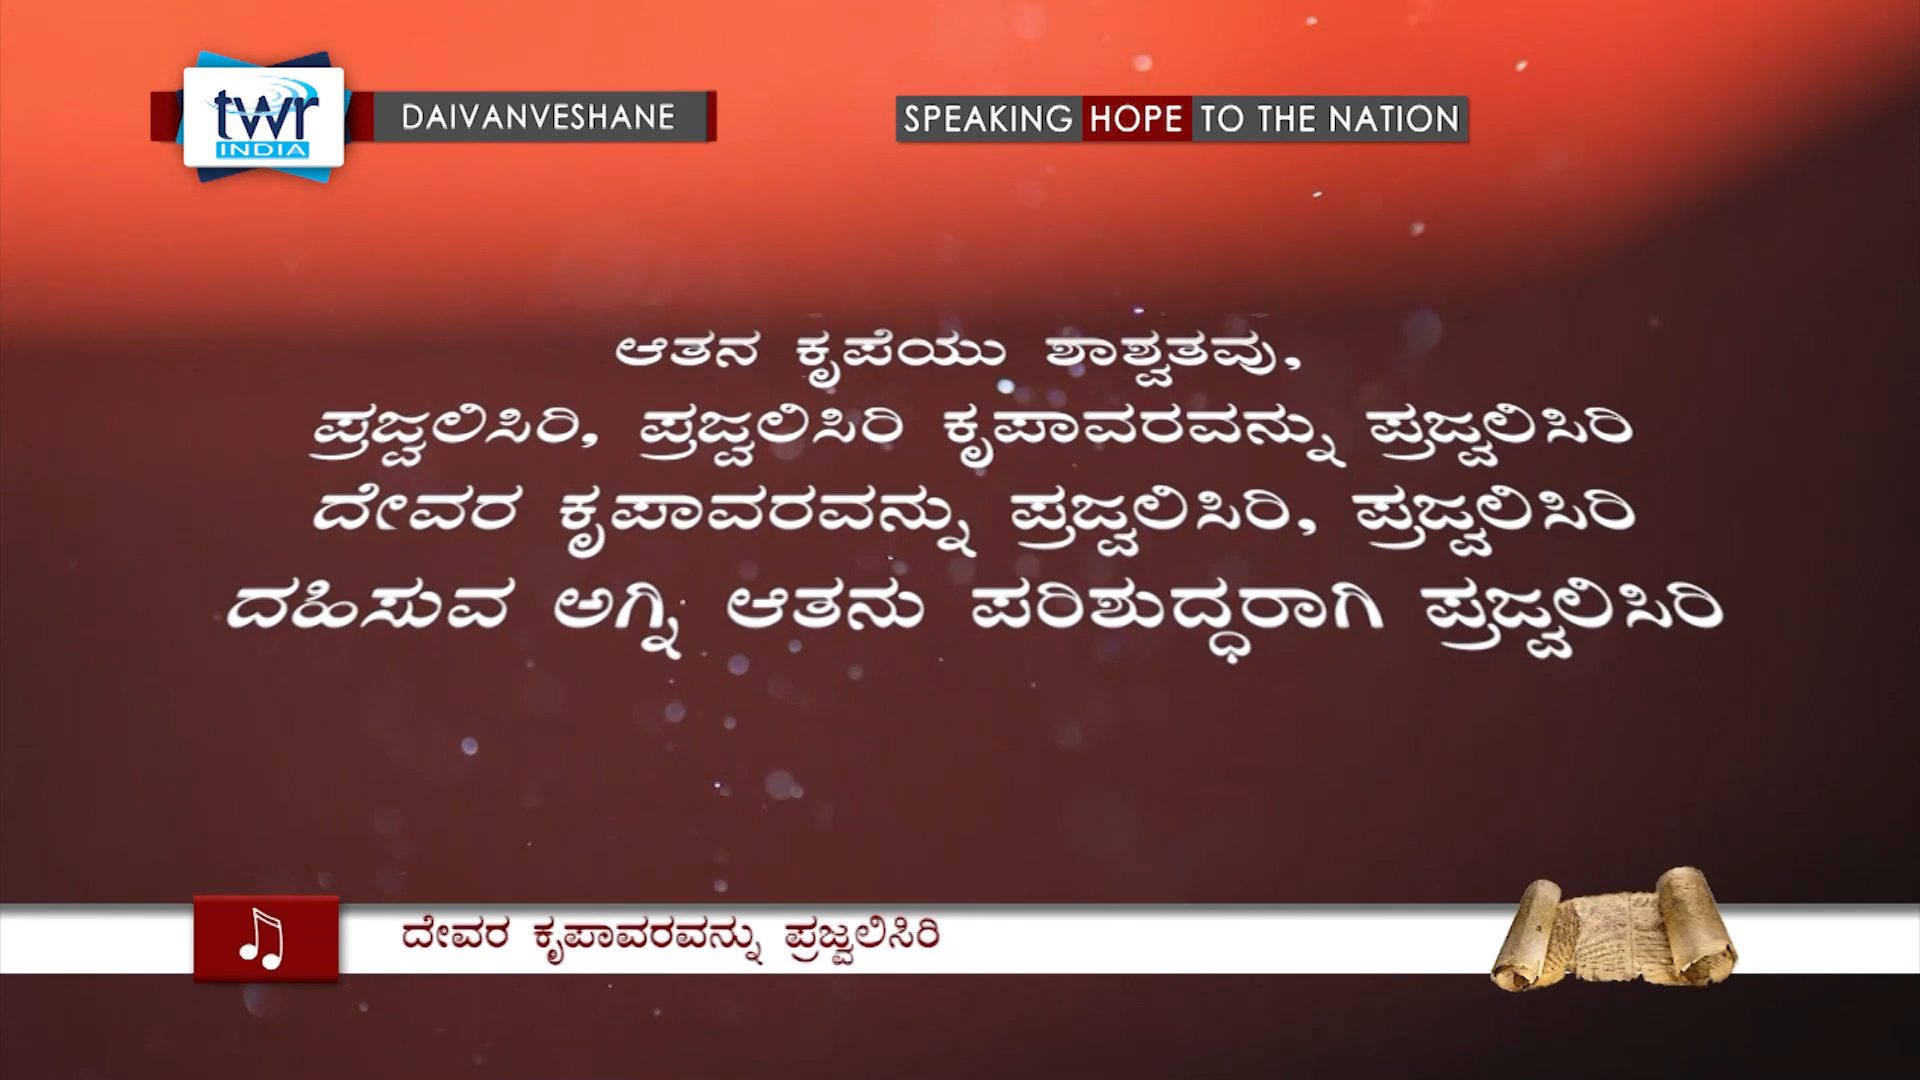 twr
INDIA
DAIVANVESHANE
SPEAKING HOPE TO THE NATION
ಆತನ ಕೃಪೆಯು ಶಾಶ್ವತವು,
ಪ್ರಜ್ವಲಿಸಿರಿ, ಪ್ರಜ್ವಲಿಸಿರಿ ಕೃಪಾವರವನ್ನು ಪ್ರಜ್ವಲಿಸಿರಿ
ದೇವರ ಕೃಪಾವರವನ್ನು ಪ್ರಜ್ವಲಿಸಿರಿ, ಪ್ರಜ್ವಲಿಸಿರಿ
ದಹಿಸುವ ಅಗ್ನಿ ಆತನು ಪರಿಶುದ್ಧರಾಗಿ ಪ್ರಜ್ವಲಿಸಿರಿ
ದೇವರ ಕೃಪಾವರವನ್ನು ಪ್ರಜ್ವಲಿಸಿರಿ